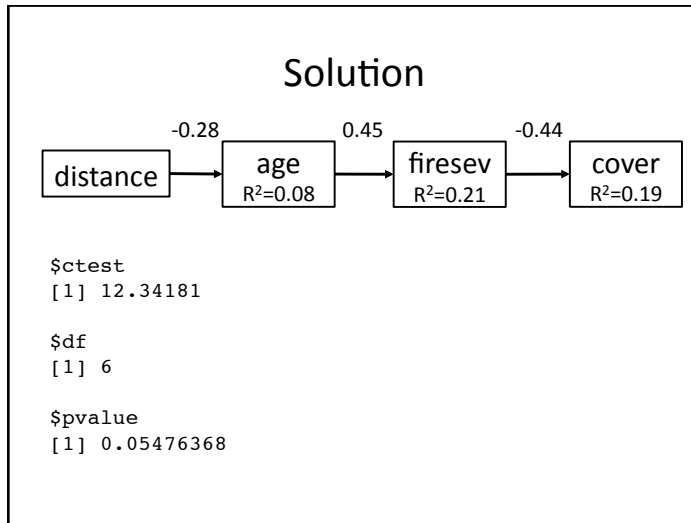 Solution
-0.28 0.45 -0.44
distance age firesev cover
R²=0.08 R²=0.21 R²=0.19
$ctest
[1] 12.34181
$df
[1] 6
$pvalue
[1] 0.05476368